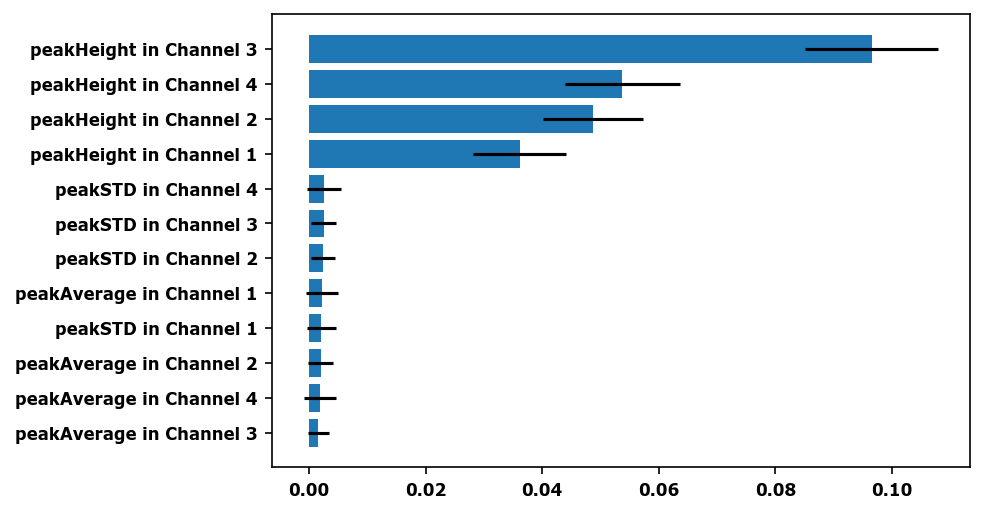 peakHeight in Channel 3
peakHeight in Channel 4
peakHeight in Channel 2
peakHeight in Channel 1
peakSTD in Channel 4
peakSTD in Channel 3
peakSTD in Channel 2
peakAverage in Channel 1
peakSTD in Channel 1
peakAverage in Channel 2
peakAverage in Channel 4
peakAverage in Channel 3
0.00 0.02 0.04 0.06 0.08 0.10